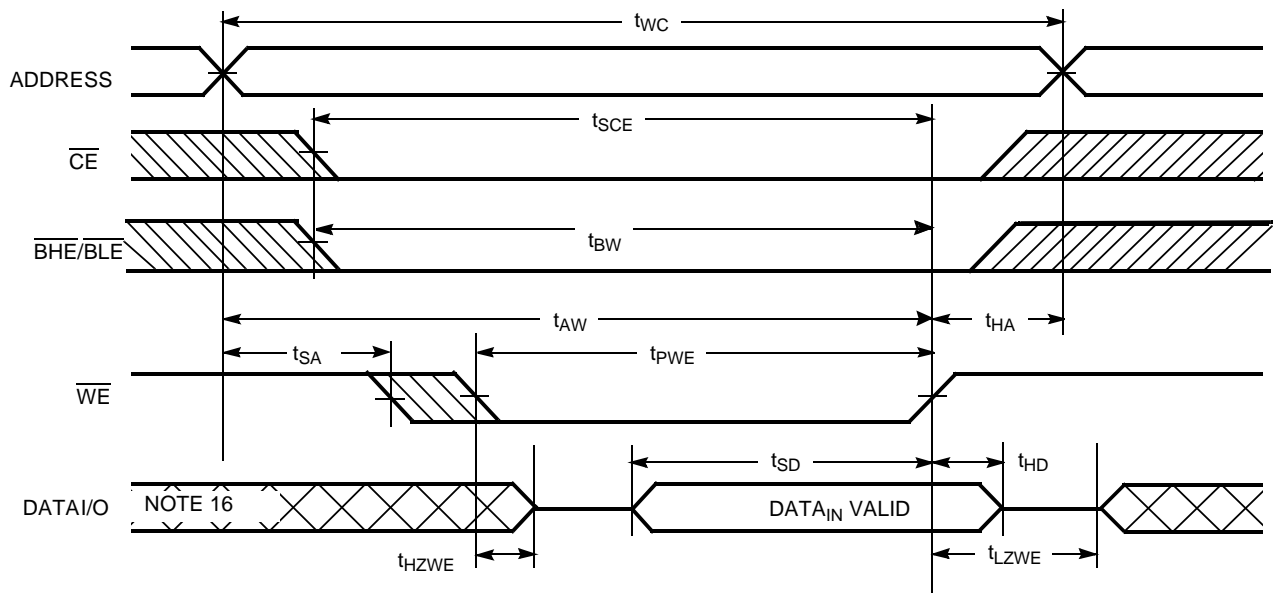 tWC
ADDRESS
tSCE
CE
tBW
BHE/BLE
tAW
tHA
tSA
tPWE
WE
tSD
tHD
DATAI/O
NOTE 16
DATAIN VALID
tHZWE
tLZWE